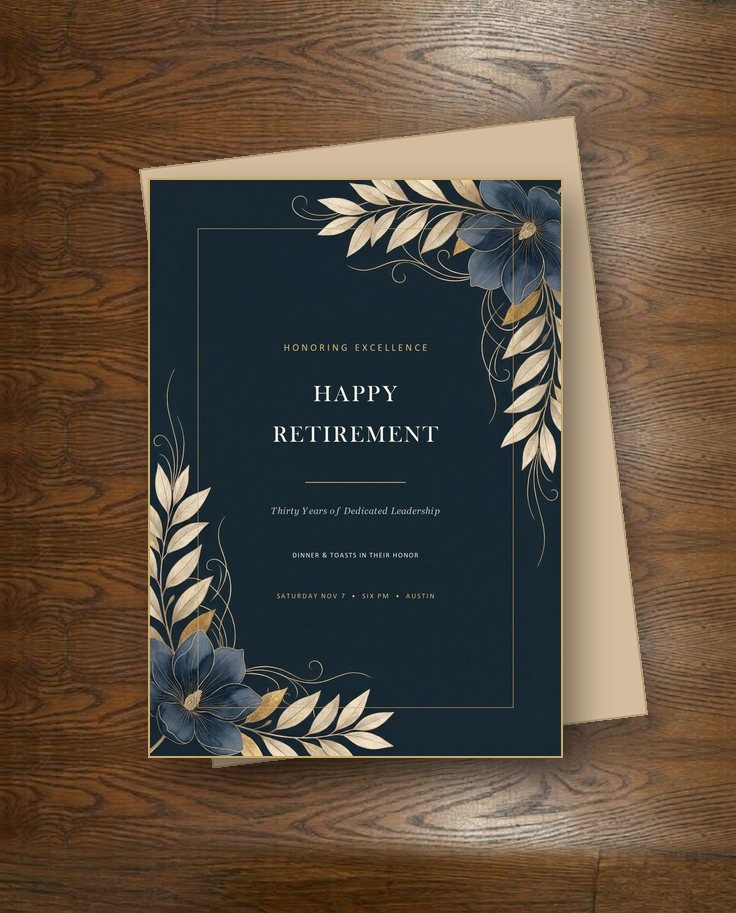 HONORING EXCELLENCE
HAPPY
RETIREMENT
Thirty Years of Dedicated Leadership
DINNER & TOASTS IN THEIR HONOR
SATURDAY NOV 7 • SIX PM • AUSTIN